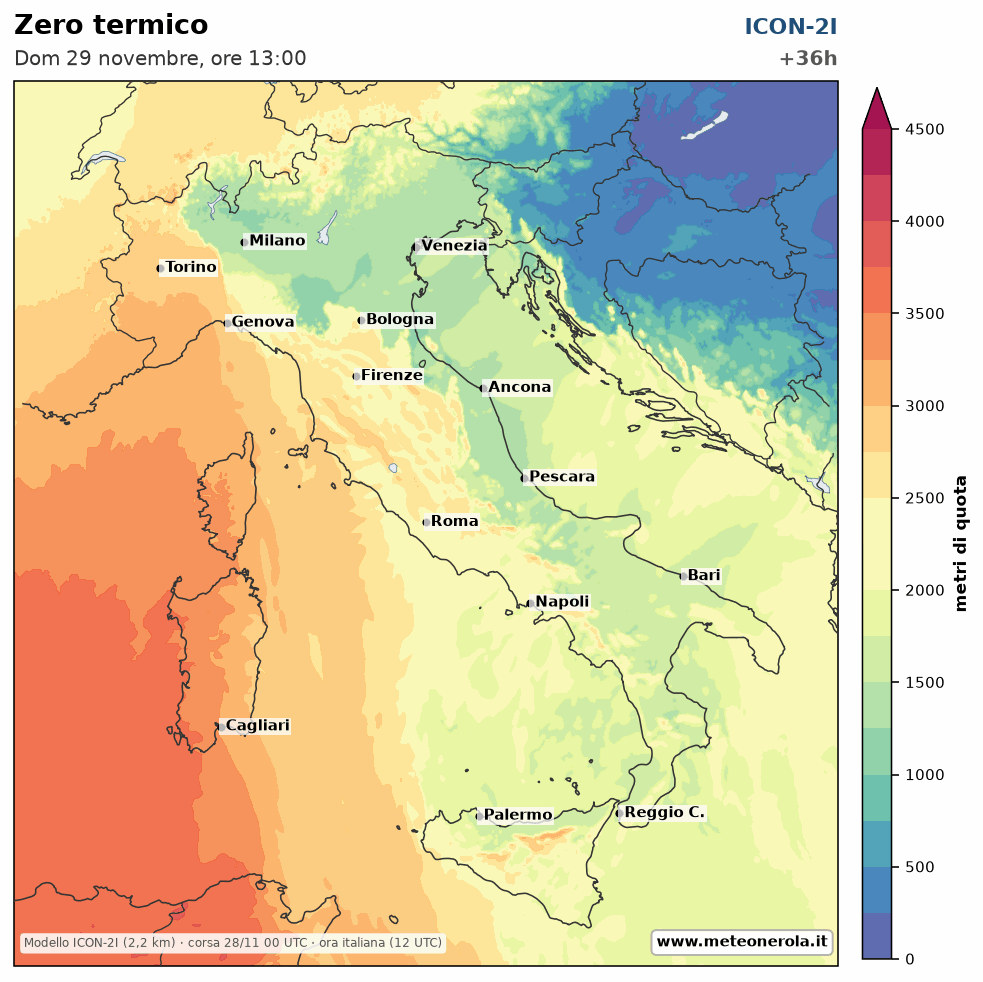 Zero termico
ICON-2I
Dom 29 novembre, ore 13:00
+36h
Milano
Venezia
Torino
Genova
Bologna
Firenze
Ancona
Pescara
Roma
Bari
Napoli
Cagliari
Palermo
Reggio C.
4500
4000
3500
3000
2500
2000
1500
1000
500
0
metri di quota
Modello ICON-2I (2,2 km) · corsa 28/11 00 UTC · ora italiana (12 UTC)
www.meteonerola.it